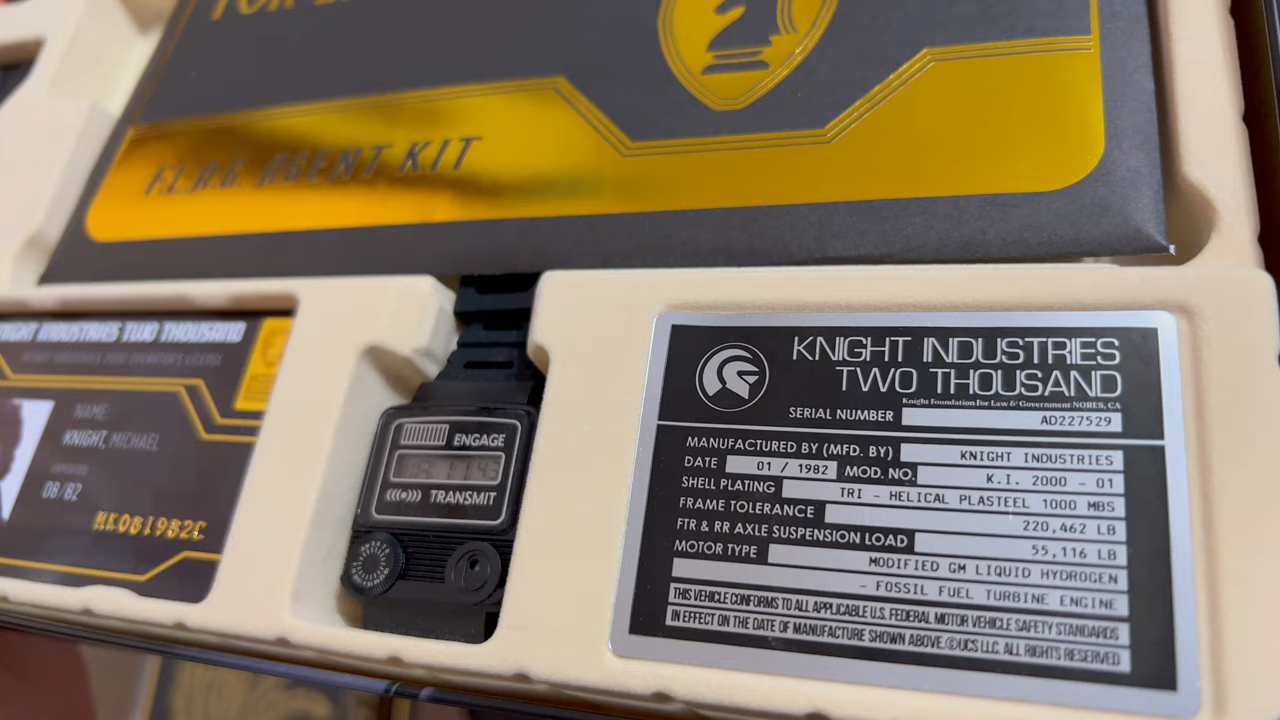 F.L.A.G. AGENT KIT
KNIGHT INDUSTRIES TWO THOUSAND
NAME:
KNIGHT, MICHAEL
08/82
MK081982C
ENGAGE
TRANSMIT
KNIGHT INDUSTRIES
TWO THOUSAND
Knight Foundation For Law & Government NORES, CA
SERIAL NUMBER AD227529
MANUFACTURED BY (MFD. BY) KNIGHT INDUSTRIES
DATE 01 / 1982 MOD. NO. K.I. 2000 - 01
SHELL PLATING TRI - HELICAL PLASTEEL 1000 MBS
FRAME TOLERANCE 220,462 LB
FTR & RR AXLE SUSPENSION LOAD 55,116 LB
MOTOR TYPE MODIFIED GM LIQUID HYDROGEN
- FOSSIL FUEL TURBINE ENGINE
THIS VEHICLE CONFORMS TO ALL APPLICABLE U.S. FEDERAL MOTOR VEHICLE SAFETY STANDARDS
IN EFFECT ON THE DATE OF MANUFACTURE SHOWN ABOVE.©UCS LLC. ALL RIGHTS RESERVED